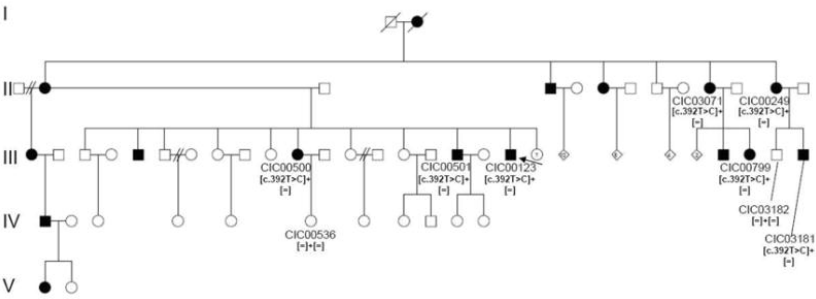 I
II
CIC03071
[c.392T>C]+
[=]
CIC00249
[c.392T>C]+
[=]
III
CIC00500
[c.392T>C]+
[=]
CIC00501
[c.392T>C]+
[=]
CIC00123
[c.392T>C]+
[=]
CIC00799
[c.392T>C]+
[=]
CIC03182
[=]+[=]
CIC03181
[c.392T>C]+
[=]
IV
CIC00536
[=]+[=]
V